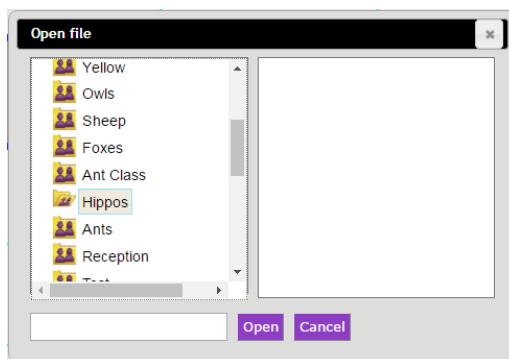 Open file
Yellow
Owls
Sheep
Foxes
Ant Class
Hippos
Ants
Reception
Open Cancel